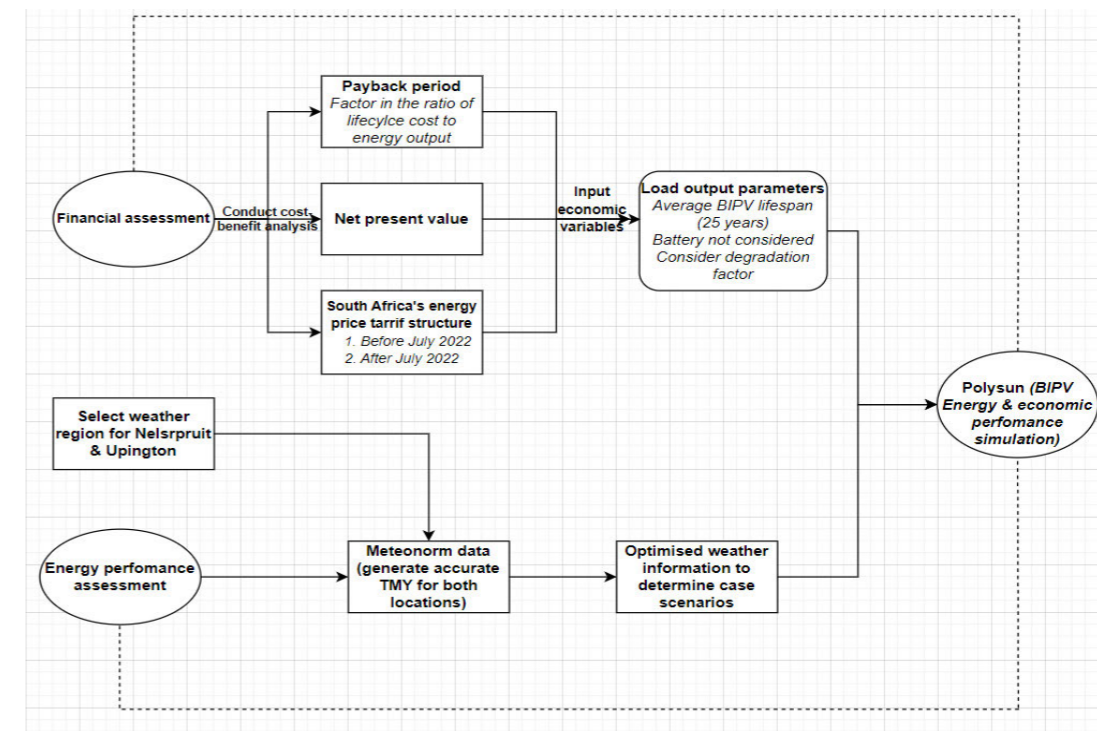 Payback period
Factor in the ratio of
lifecylce cost to
energy output
Financial assessment
Conduct cost-
benefit analysis
Net present value
Input
economic
variables
Load output parameters
Average BIPV lifespan
(25 years)
Battery not considered
Consider degradation
factor
South Africa's energy
price tarrif structure
1. Before July 2022
2. After July 2022
Select weather
region for Nelsrpruit
& Upington
Polysun (BIPV
Energy & economic
perfomance
simulation)
Energy perfomance
assessment
Meteonorm data
(generate accurate
TMY for both
locations)
Optimised weather
information to
determine case
scenarios